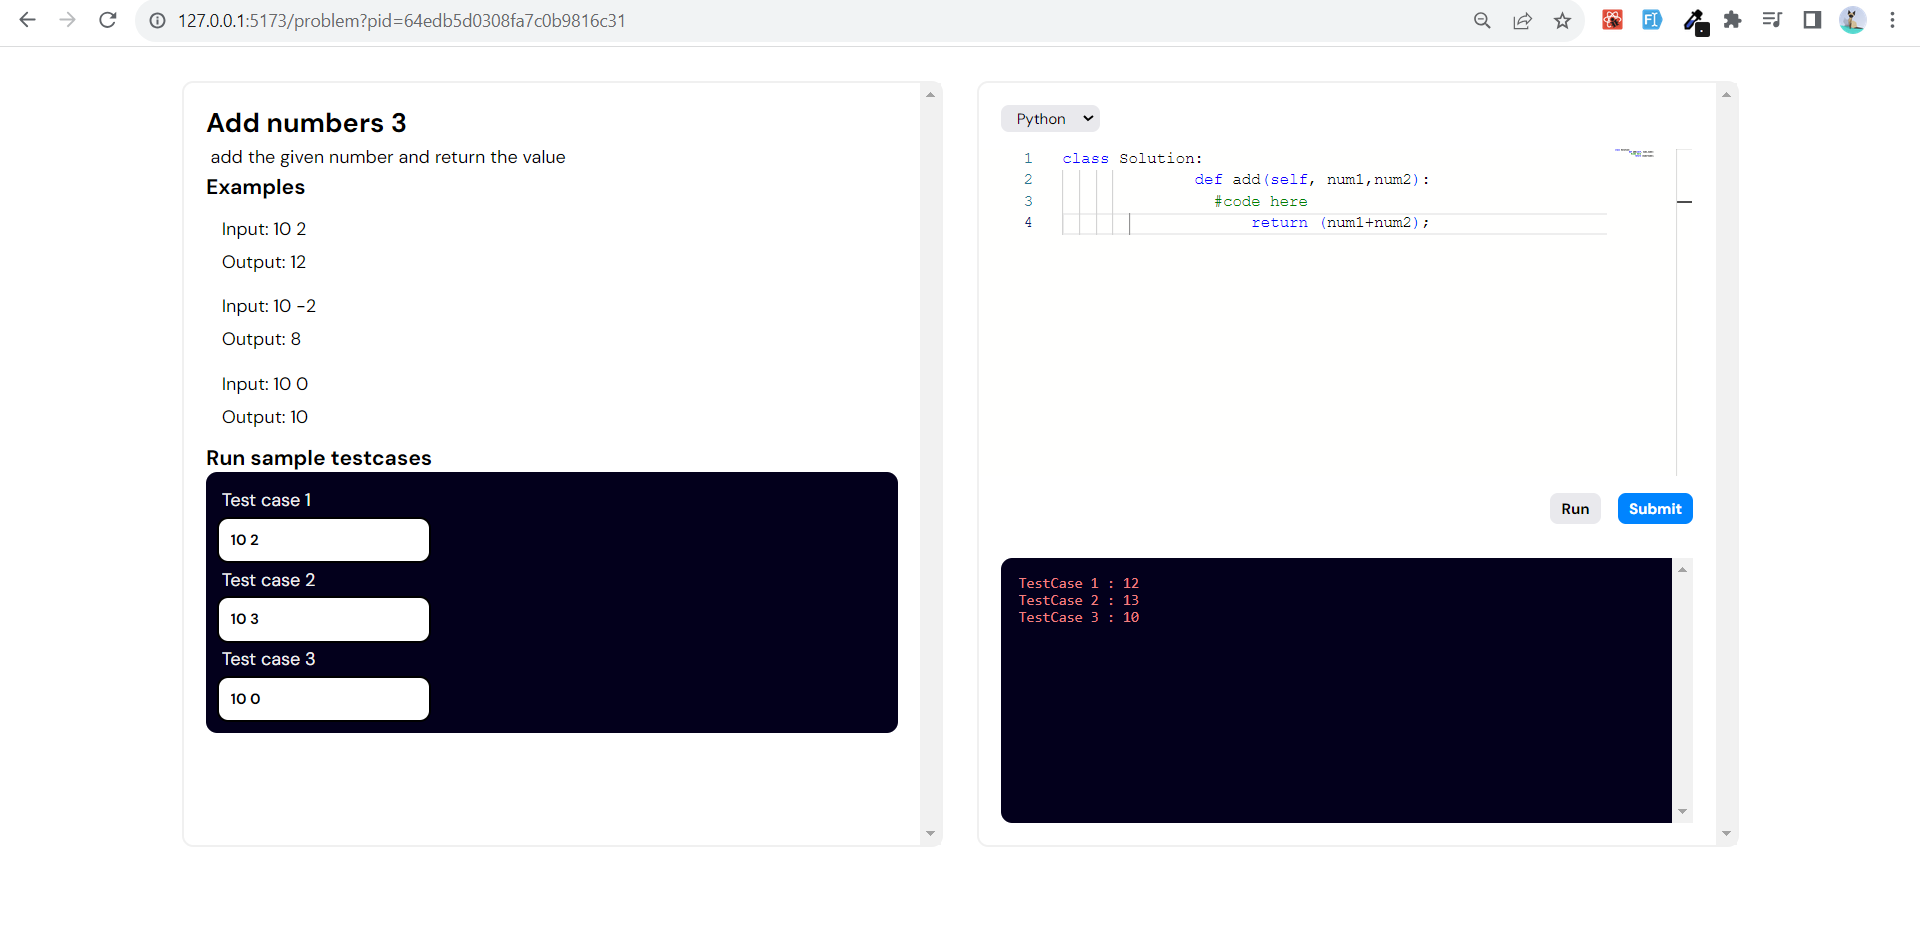 127.0.0.1:5173/problem?pid=64edb5d0308fa7c0b9816c31
Add numbers 3
add the given number and return the value
Examples
Input: 10 2
Output: 12
Input: 10 -2
Output: 8
Input: 10 0
Output: 10
Run sample testcases
Test case 1
10 2
Test case 2
10 3
Test case 3
10 0
Python
1 class Solution:
2 def add(self, num1,num2):
3 #code here
4 return (num1+num2);
Run
Submit
TestCase 1 : 12
TestCase 2 : 13
TestCase 3 : 10